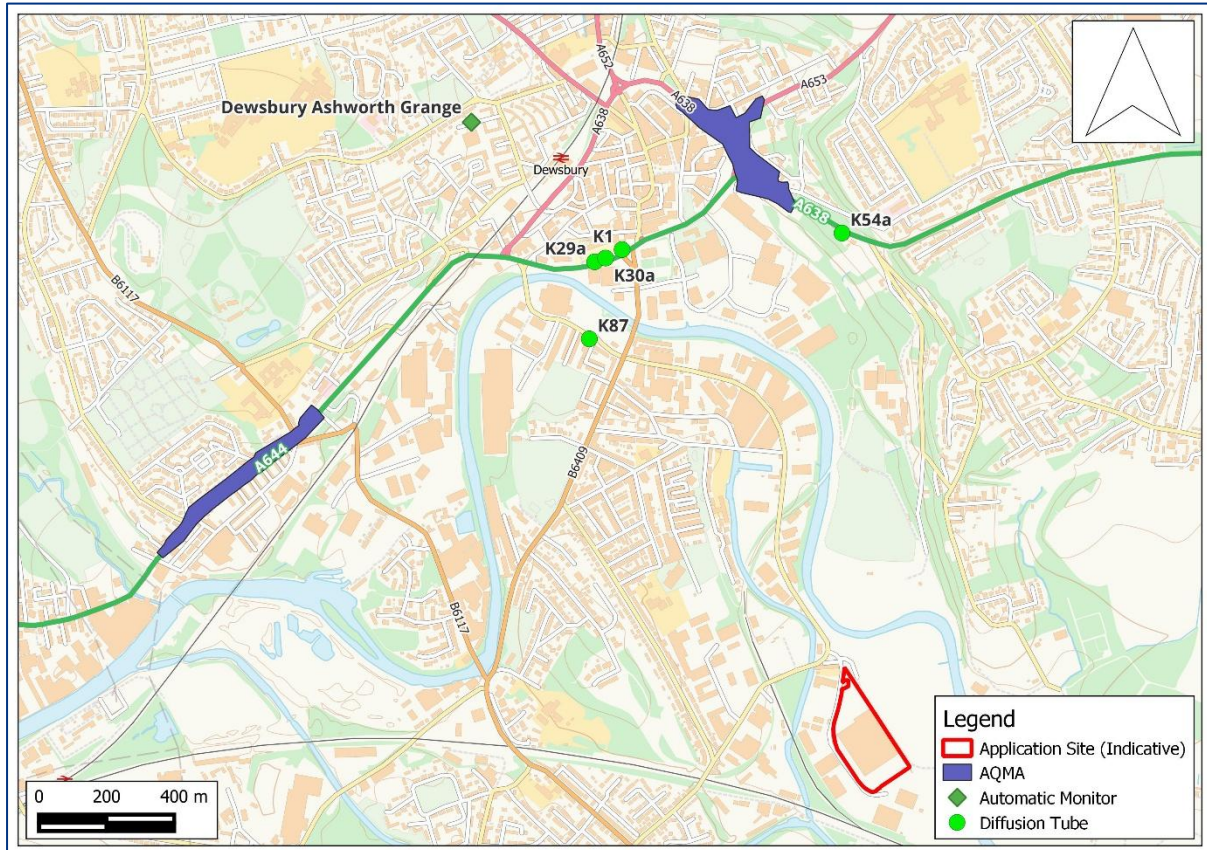 A652
A638
A638
A653
Dewsbury Ashworth Grange
Dewsbury
K54a
A638
K1
K29a
K30a
B6117
K87
A644
B6409
B6117
Legend
Application Site (Indicative)
AQMA
Automatic Monitor
Diffusion Tube
0 200 400 m